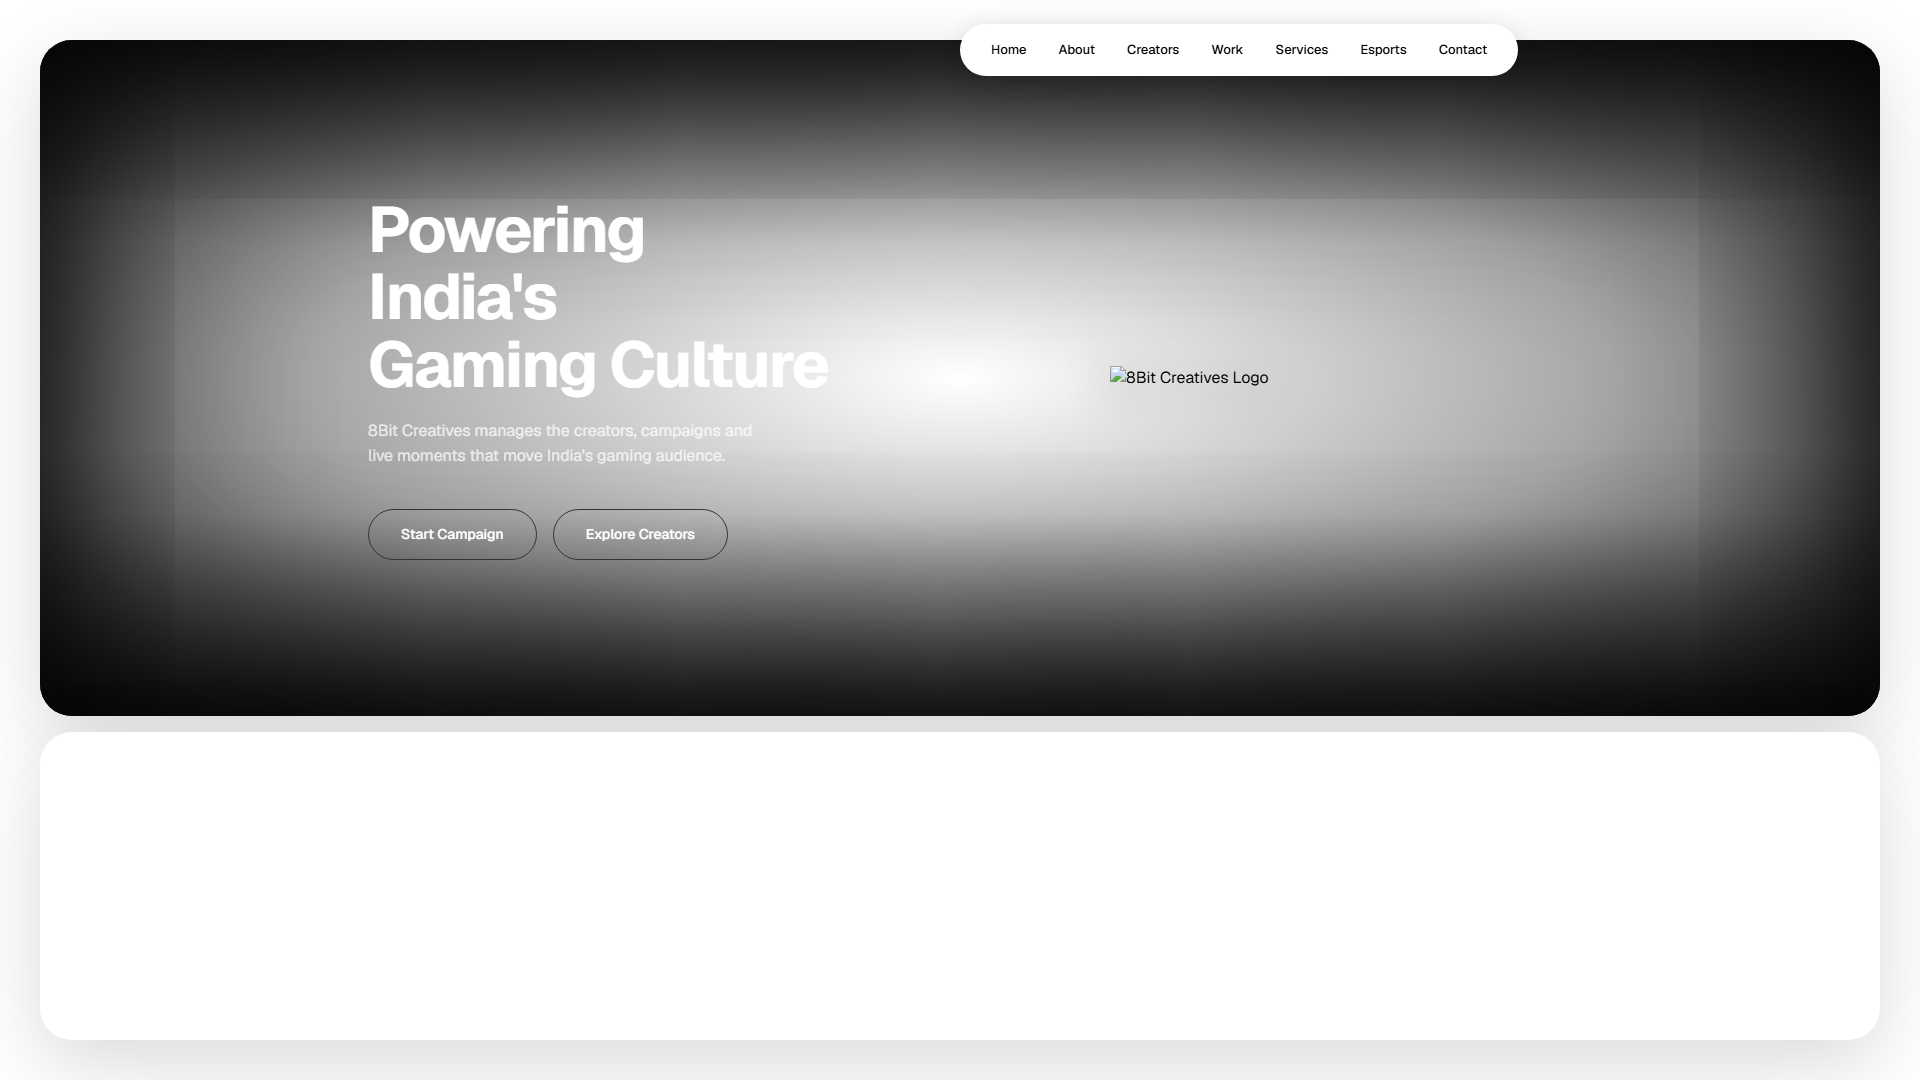 Home About Creators Work Services Esports Contact
Powering
India's
Gaming Culture
8Bit Creatives manages the creators, campaigns and
live moments that move India's gaming audience.
8Bit Creatives Logo
Start Campaign Explore Creators